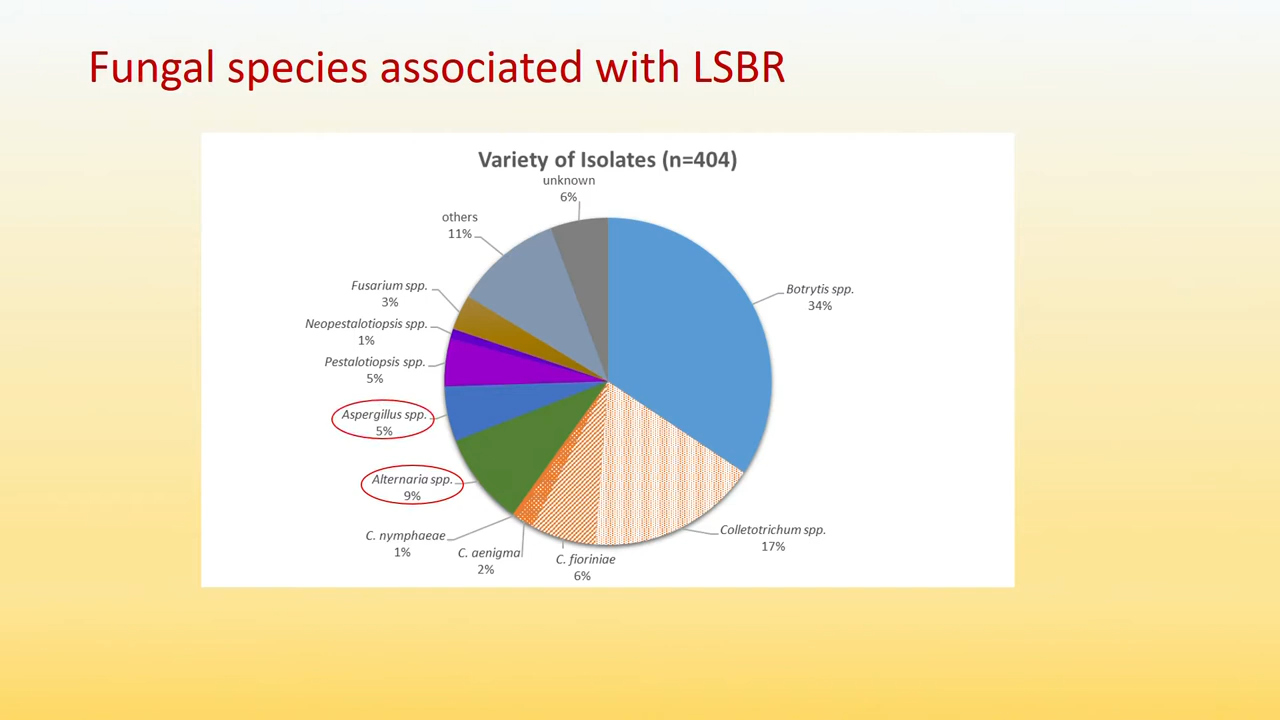 Fungal species associated with LSBR
Variety of Isolates (n=404)
unknown
6%
others
11%
Fusarium spp.
3%
Neopestalotiopsis spp.
1%
Pestalotiopsis spp.
5%
Aspergillus spp.
5%
Alternaria spp.
9%
C. nymphaeae
1%
C. aenigma
2%
C. fioriniae
6%
Colletotrichum spp.
17%
Botrytis spp.
34%